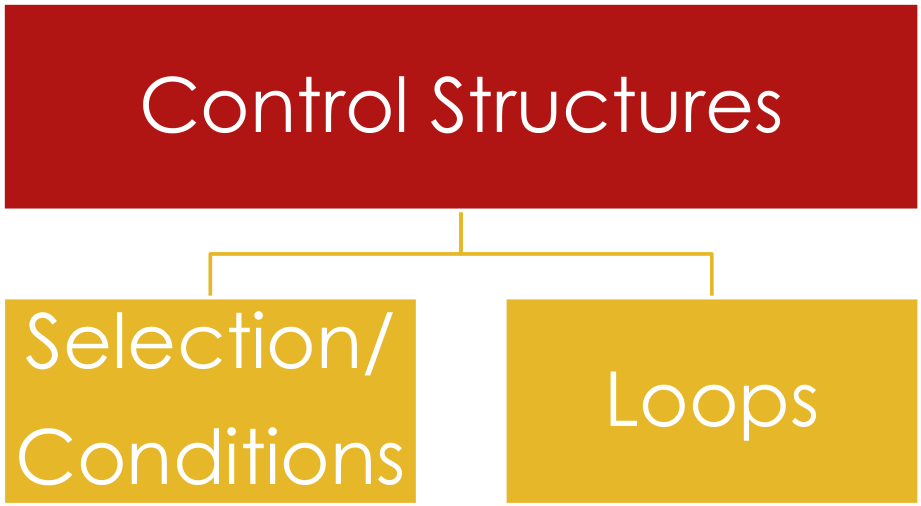 Control Structures
Selection/
Conditions
Loops